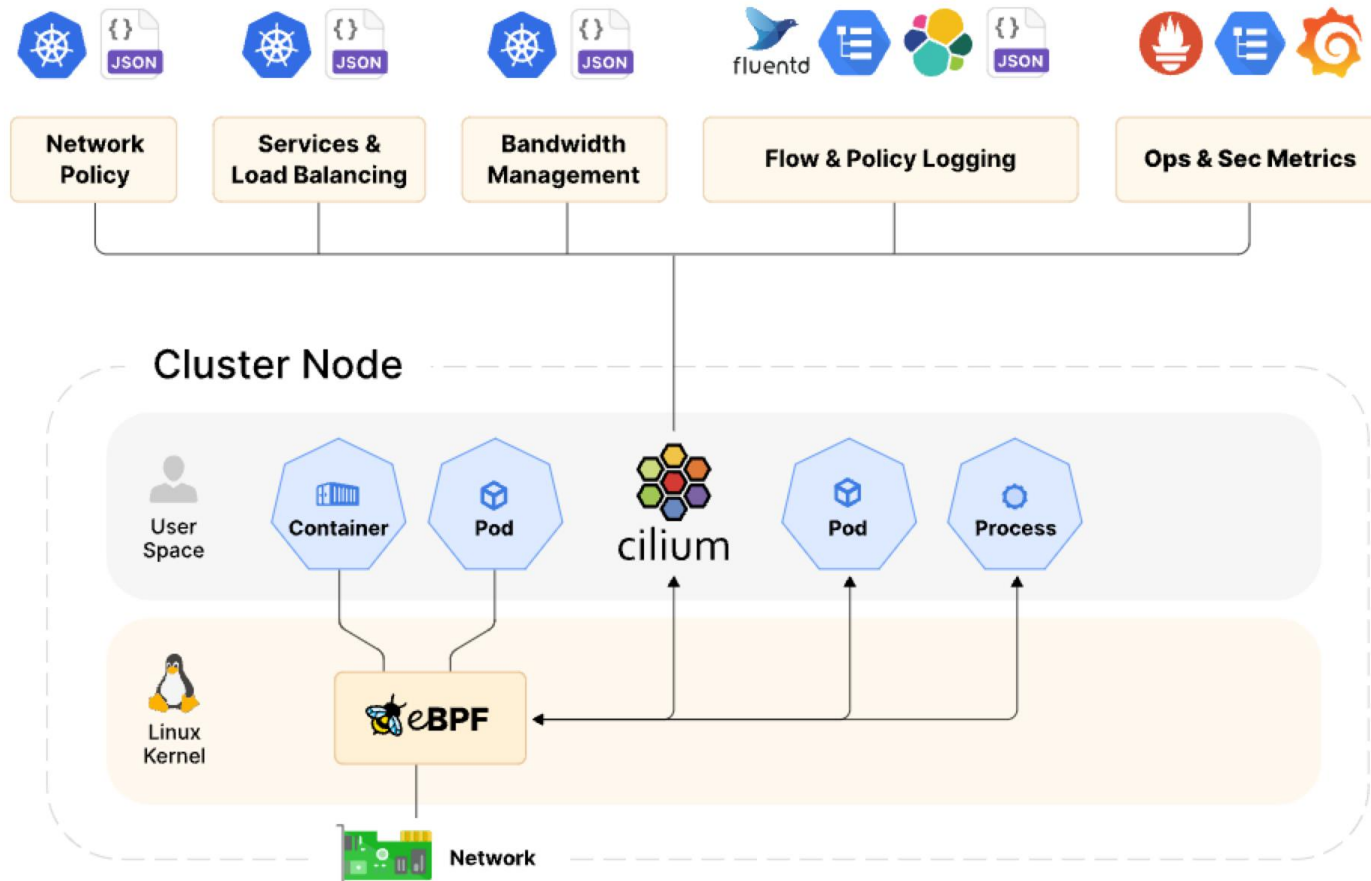 {}
JSON
{}
JSON
{}
JSON
fluentd
{}
JSON
Network
Policy
Services &
Load Balancing
Bandwidth
Management
Flow & Policy Logging
Ops & Sec Metrics
Cluster Node
User
Space
Container
Pod
cilium
Pod
Process
Linux
Kernel
eBPF
Network